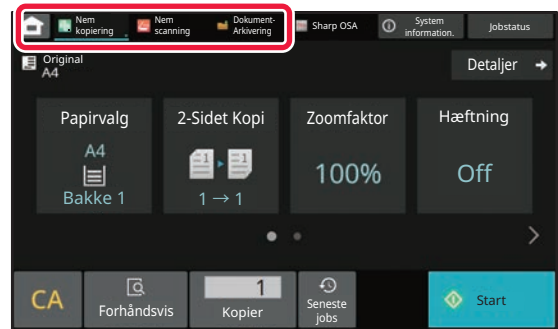 Nem
kopiering
Nem
scanning
Dokument-
Arkivering
Sharp OSA
System
information.
Jobstatus
Original
A4
Detaljer
Papirvalg
A4
Bakke 1
2-Sidet Kopi
1 → 1
Zoomfaktor
100%
Hæftning
Off
CA
Forhåndsvis
1
Kopier
Seneste
jobs
Start